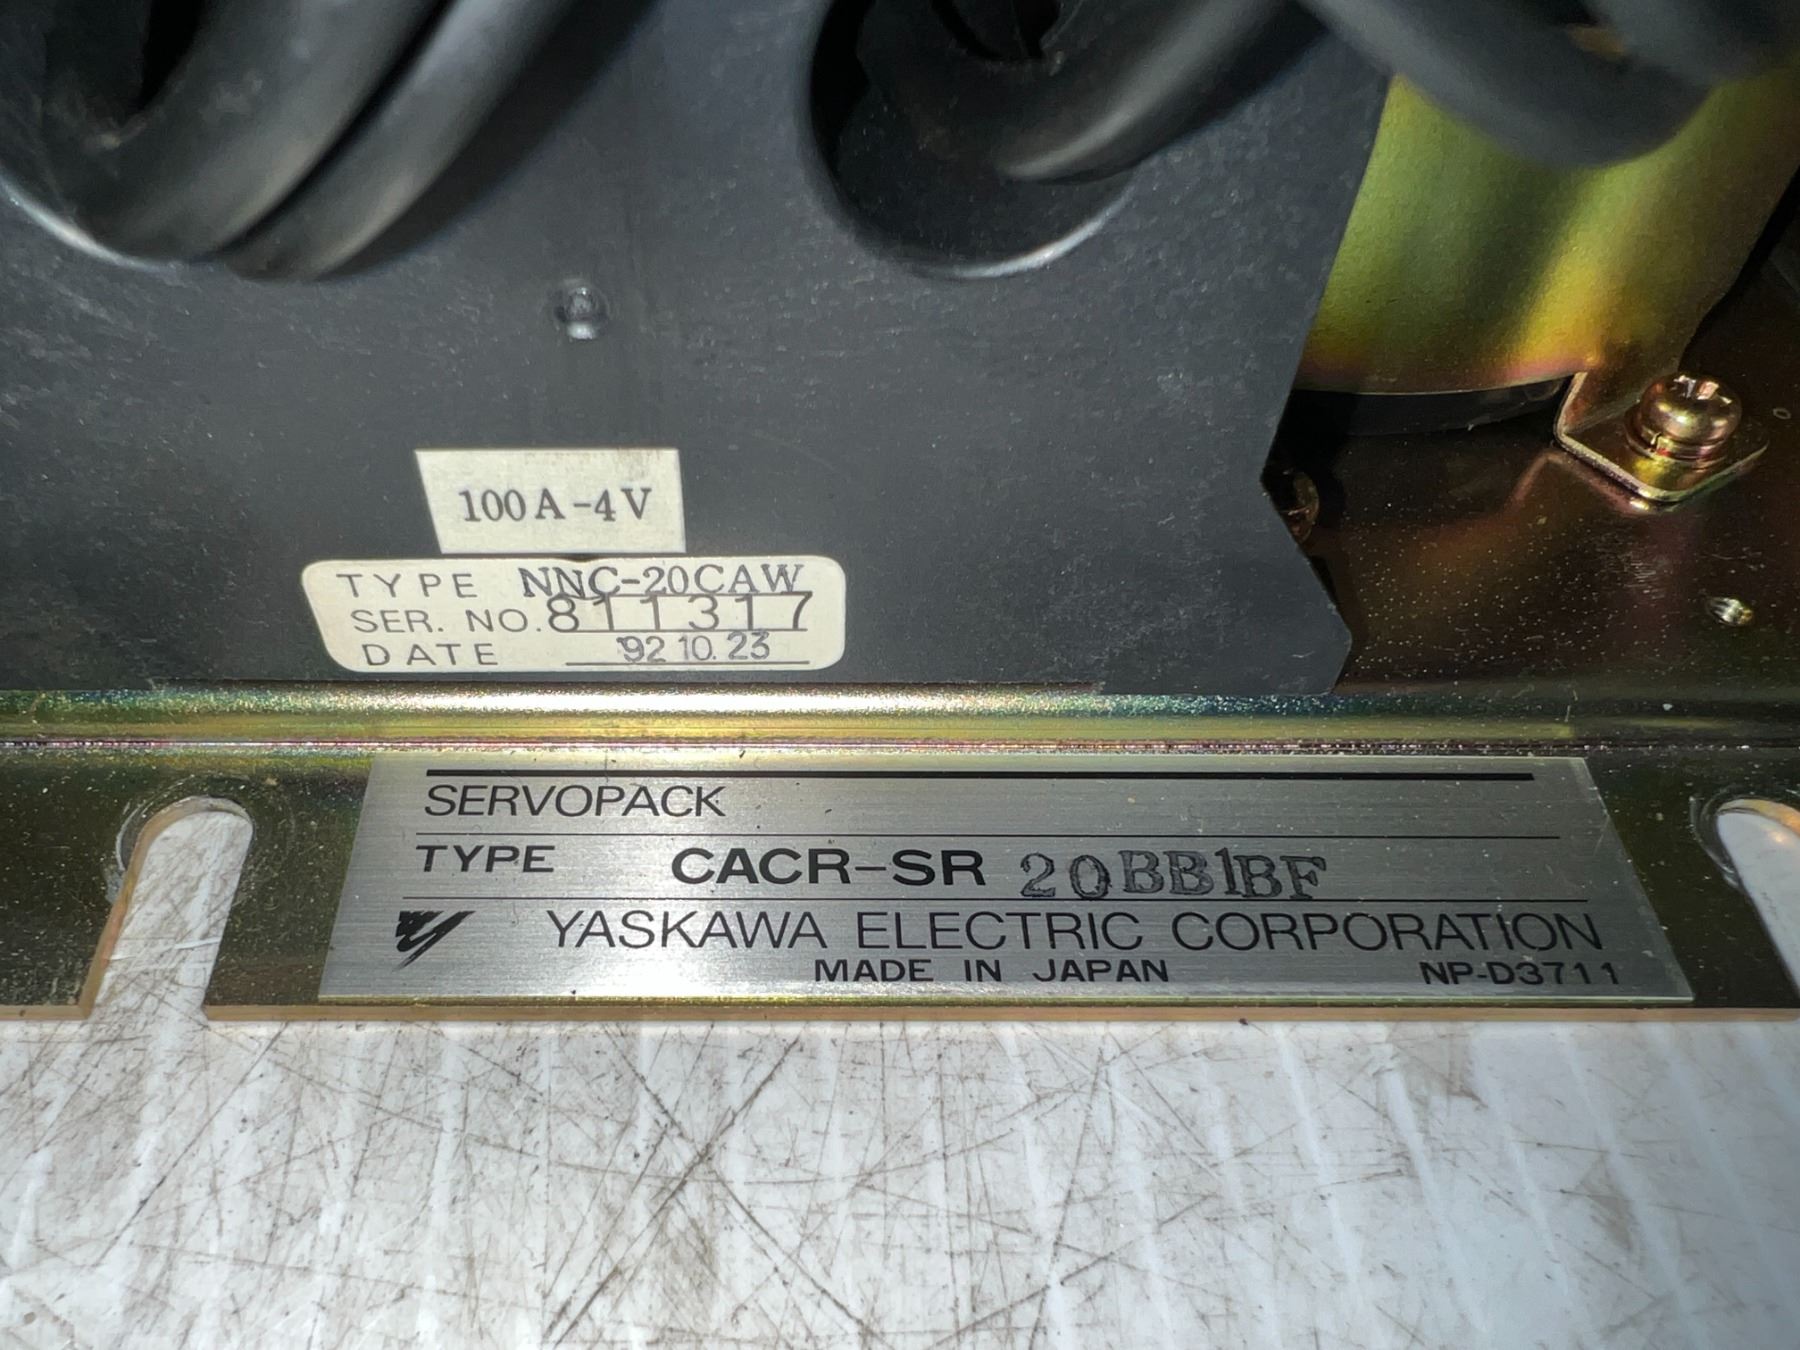 100A-4V
TYPE NNC-20CAW
SER. NO. 811317
DATE '92 10. 23
SERVOPACK
TYPE CACR-SR 20BB1BF
YASKAWA ELECTRIC CORPORATION
MADE IN JAPAN NP-D3711